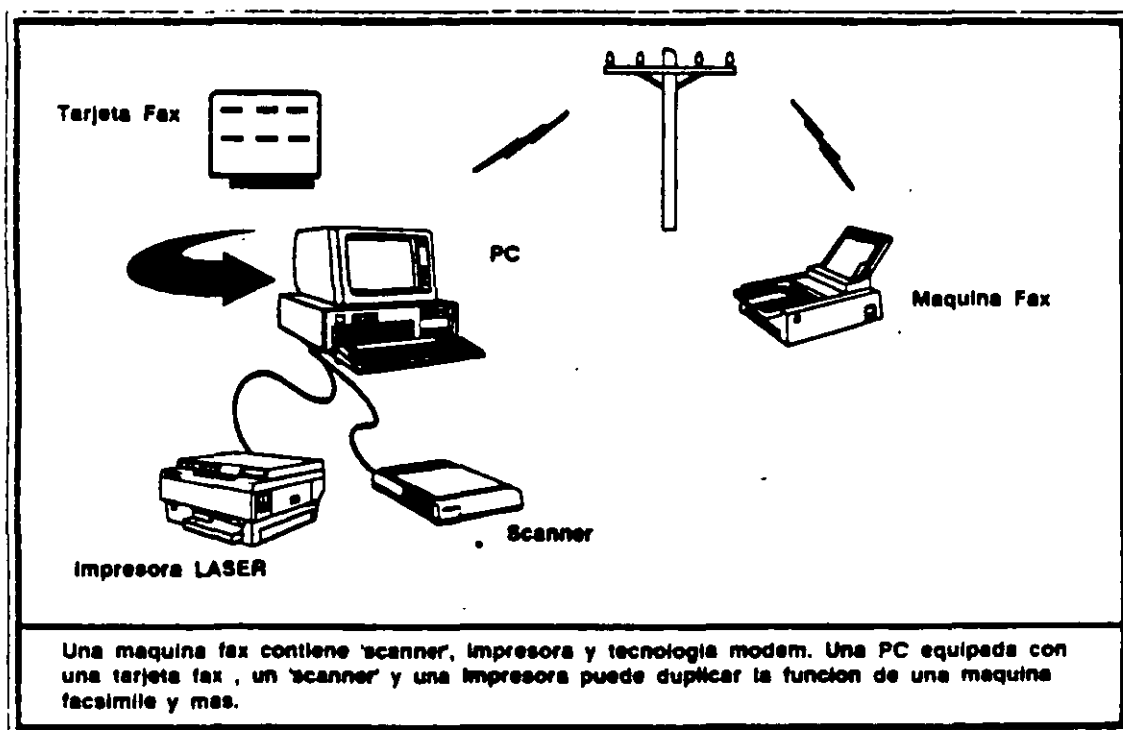 Tarjeta Fax
PC
Maquina Fax
Scanner
Impresora LASER
Una maquina fax contiene 'scanner', impresora y tecnologia modem. Una PC equipada con
una tarjeta fax , un 'scanner' y una impresora puede duplicar la funcion de una maquina
facsimile y mas.